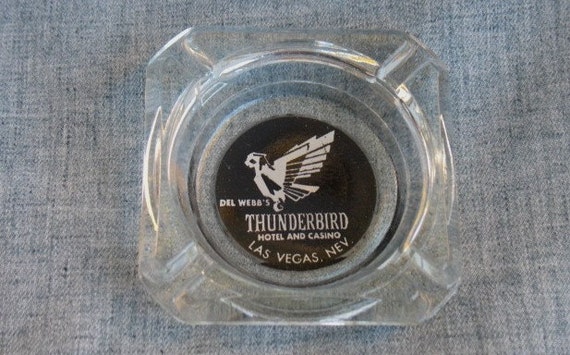 DEL WEBB'S
THUNDERBIRD
HOTEL AND CASINO
LAS VEGAS, NEV.